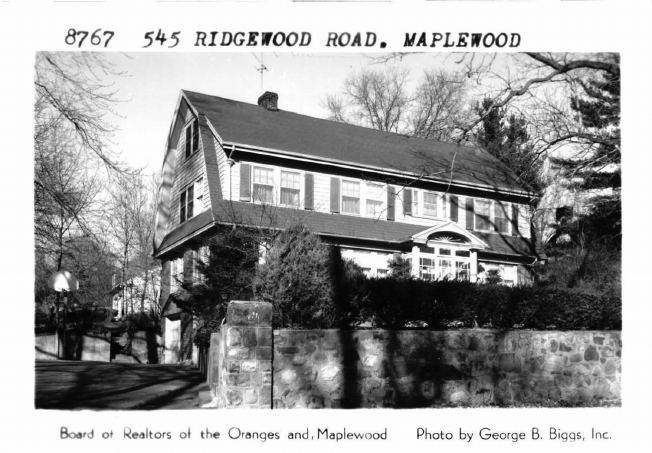 8767 545 RIDGEWOOD ROAD. MAPLEWOOD
Board of Realtors of the Oranges and, Maplewood Photo by George B. Biggs, Inc.